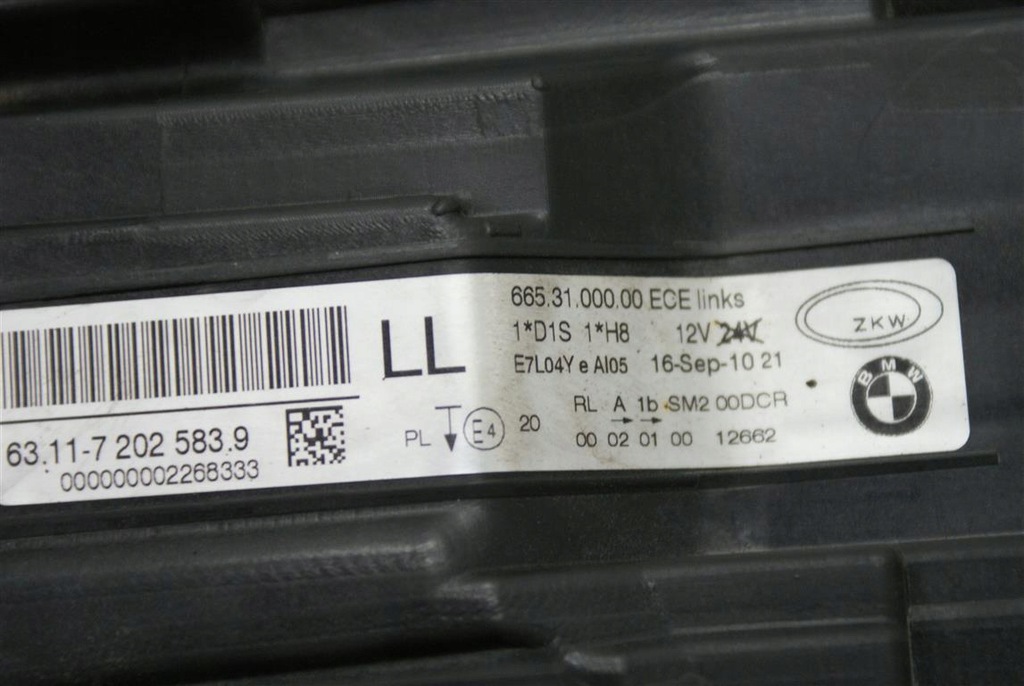 63.11-7 202 583.9
000000002268333
LL
PL E4 20
665.31.000.00 ECE links
1*D1S 1*H8 12V 24V
E7L04Y e AI05 16-Sep-10 21
RL A 1b SM2 00DCR
00 02 01 00 12662
ZKW
BMW